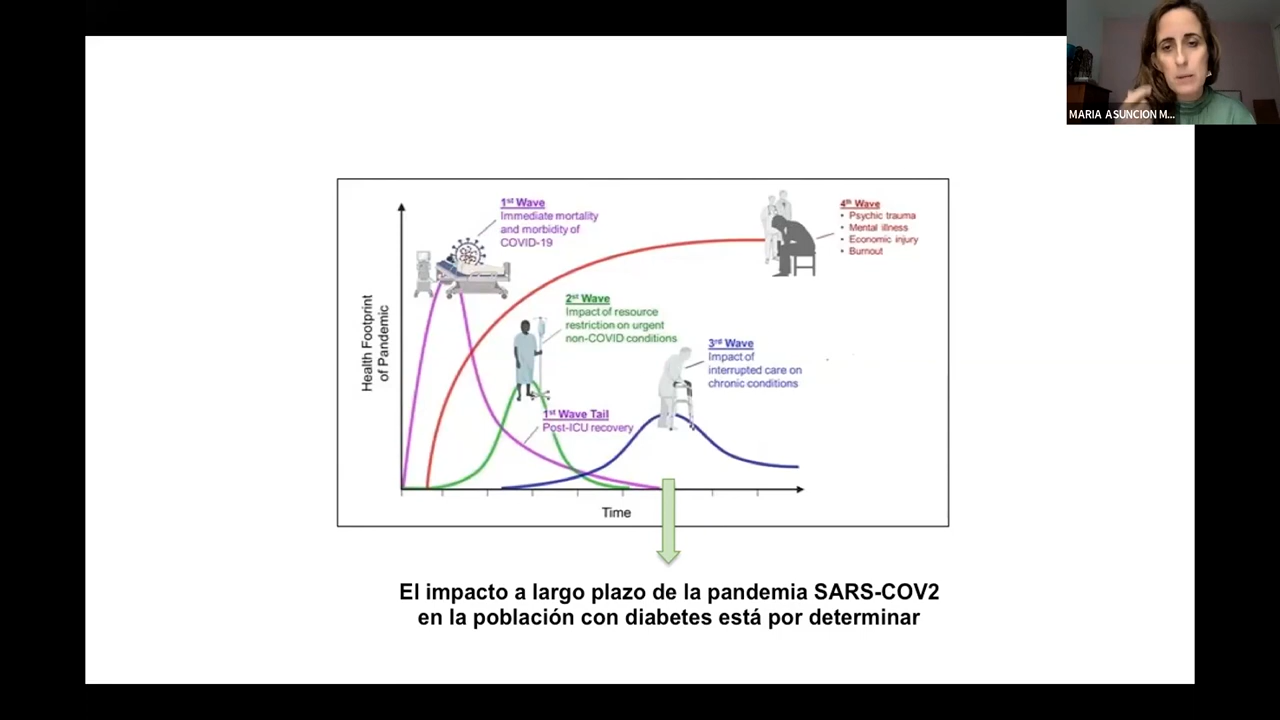 MARIA ASUNCION M...
1st Wave
Immediate mortality
and morbidity of
COVID-19
4th Wave
• Psychic trauma
• Mental illness
• Economic injury
• Burnout
2st Wave
Impact of resource
restriction on urgent
non-COVID conditions
3rd Wave
Impact of
interrupted care on
chronic conditions
1st Wave Tail
Post-ICU recovery
Health Footprint
of Pandemic
Time
El impacto a largo plazo de la pandemia SARS-COV2
en la población con diabetes está por determinar